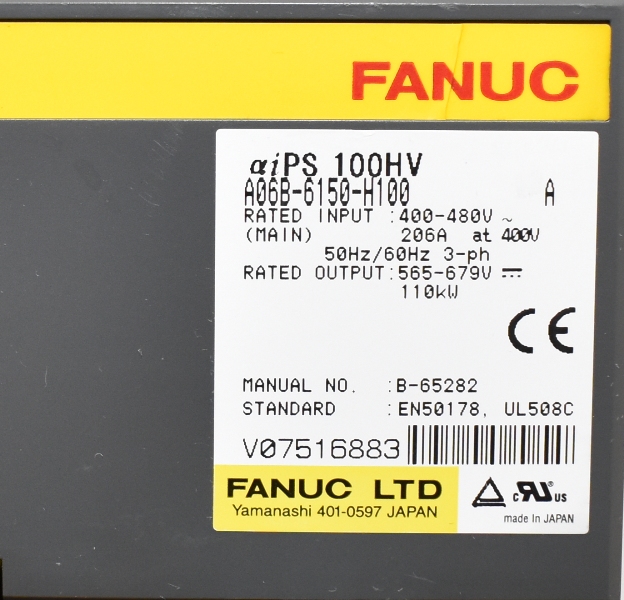 FANUC
αiPS 100HV
A06B-6150-H100 A
RATED INPUT :400-480V ~
(MAIN) 206A at 400V
50Hz/60Hz 3-ph
RATED OUTPUT:565-679V ⎓
110kW
CE
MANUAL NO. :B-65282
STANDARD :EN50178, UL508C
V07516883
FANUC LTD
Yamanashi 401-0597 JAPAN
c RU US
made In JAPAN